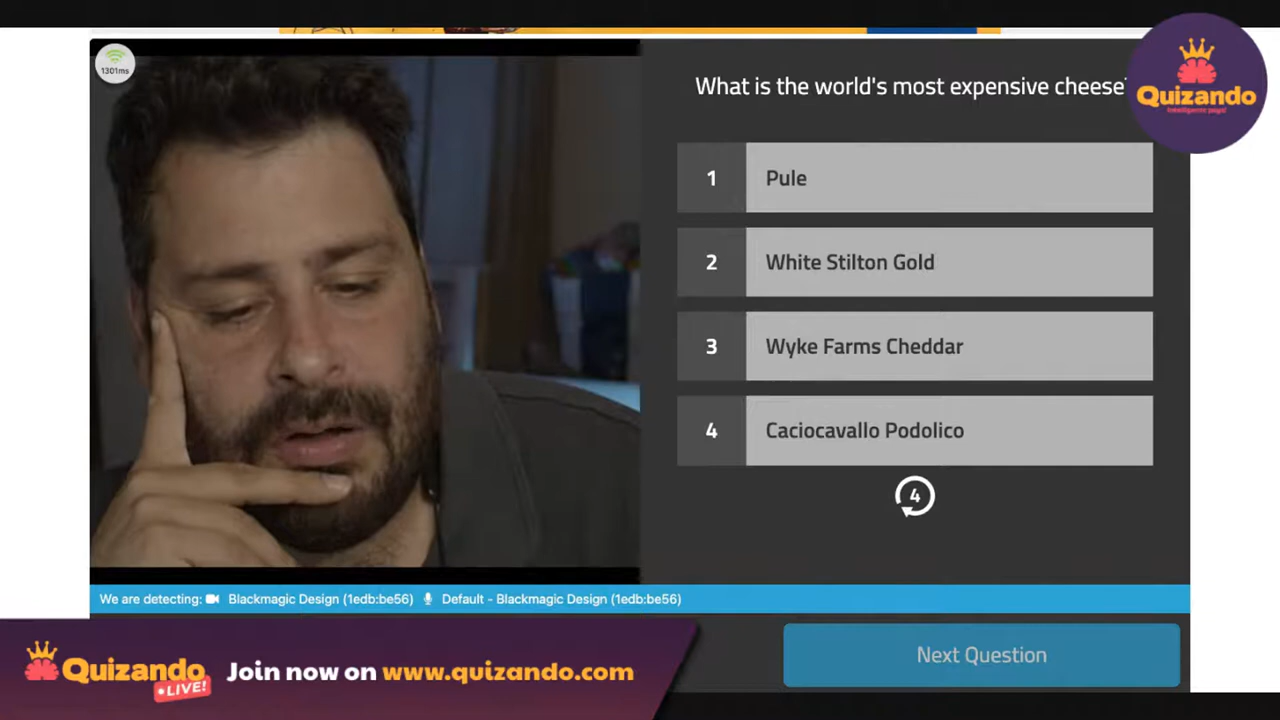 1301ms
What is the world's most expensive cheese
Quizando
1
Pule
2
White Stilton Gold
3
Wyke Farms Cheddar
4
Caciocavallo Podolico
4
We are detecting: Blackmagic Design (1edb:be56) Default - Blackmagic Design (1edb:be56)
Quizando
LIVE!
Join now on www.quizando.com
Next Question